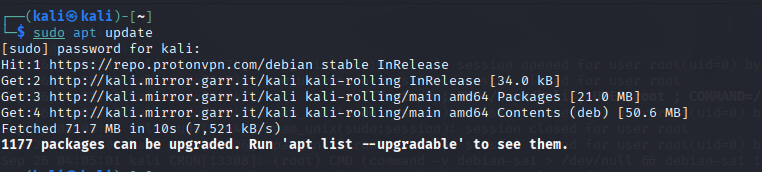 ┌──(kali㉿kali)-[~]
└─$ sudo apt update
[sudo] password for kali:
Hit:1 https://repo.protonvpn.com/debian stable InRelease
Get:2 http://kali.mirror.garr.it/kali kali-rolling InRelease [34.0 kB]
Get:3 http://kali.mirror.garr.it/kali kali-rolling/main amd64 Packages [21.0 MB]
Get:4 http://kali.mirror.garr.it/kali kali-rolling/main amd64 Contents (deb) [50.6 MB]
Fetched 71.7 MB in 10s (7,521 kB/s)
1177 packages can be upgraded. Run 'apt list --upgradable' to see them.